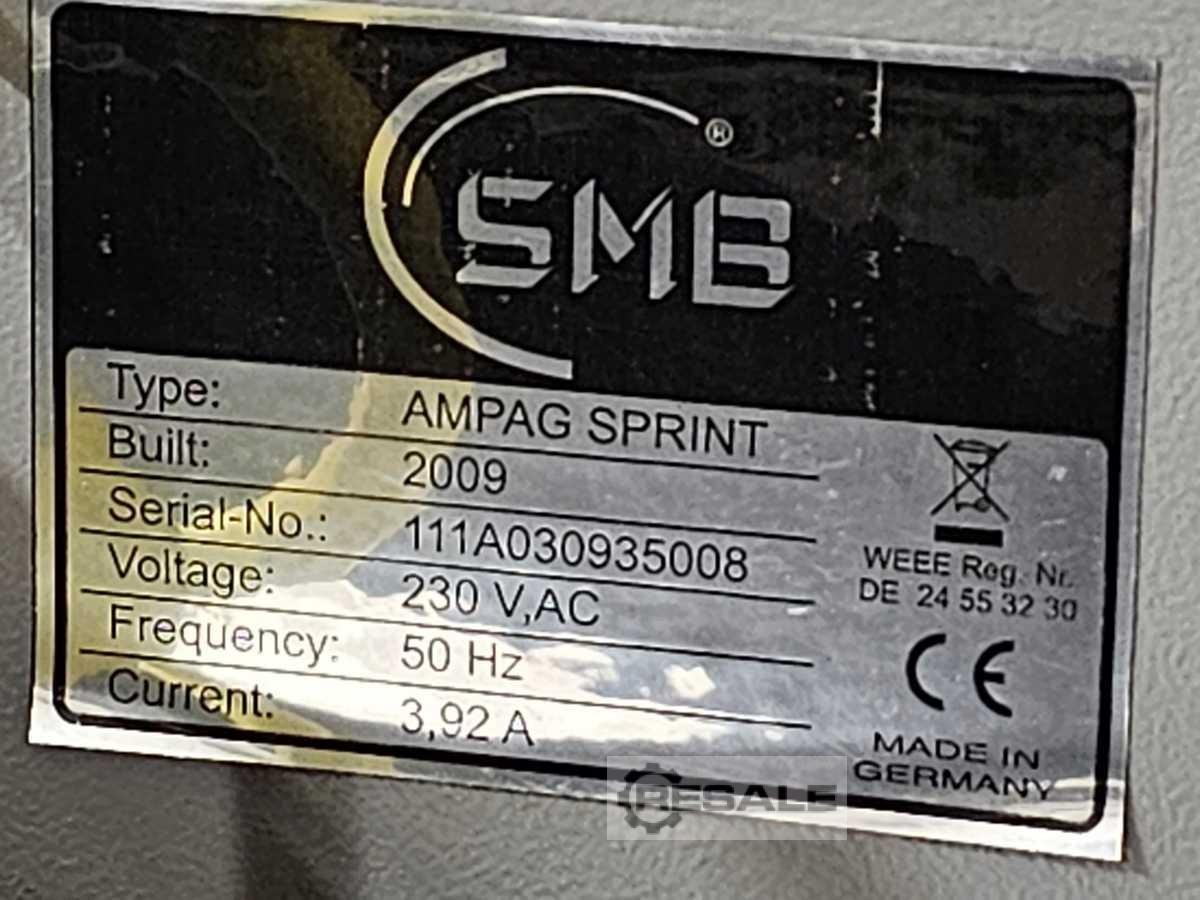 SMB®
Type: AMPAG SPRINT
Built: 2009
Serial-No.: 111A030935008
Voltage: 230 V,AC
Frequency: 50 Hz
Current: 3,92 A
WEEE Reg. Nr.
DE 24 55 32 30
CE
MADE IN
GERMANY
RESALE